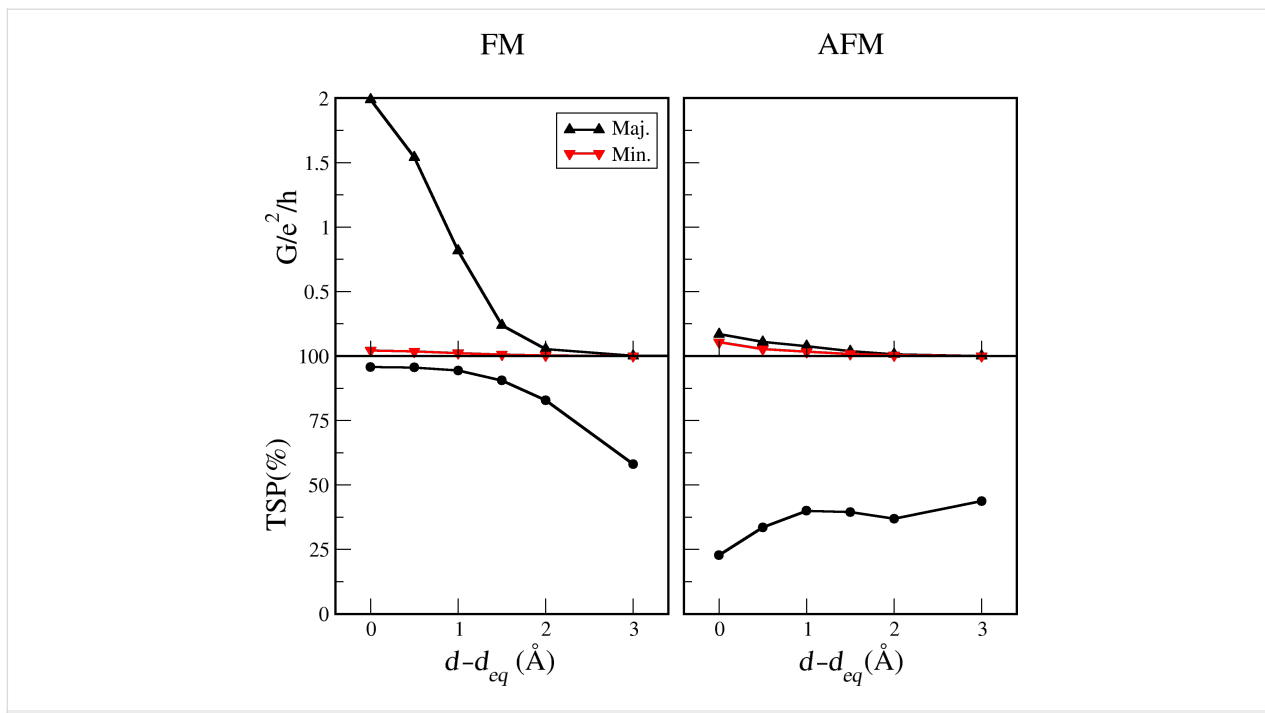 FM
AFM
2
1.5
1
0.5
100
75
50
25
0
G/e²/h
TSP(%)
Maj.
Min.
0 1 2 3
0 1 2 3
d-d_eq (Å)
d-d_eq (Å)